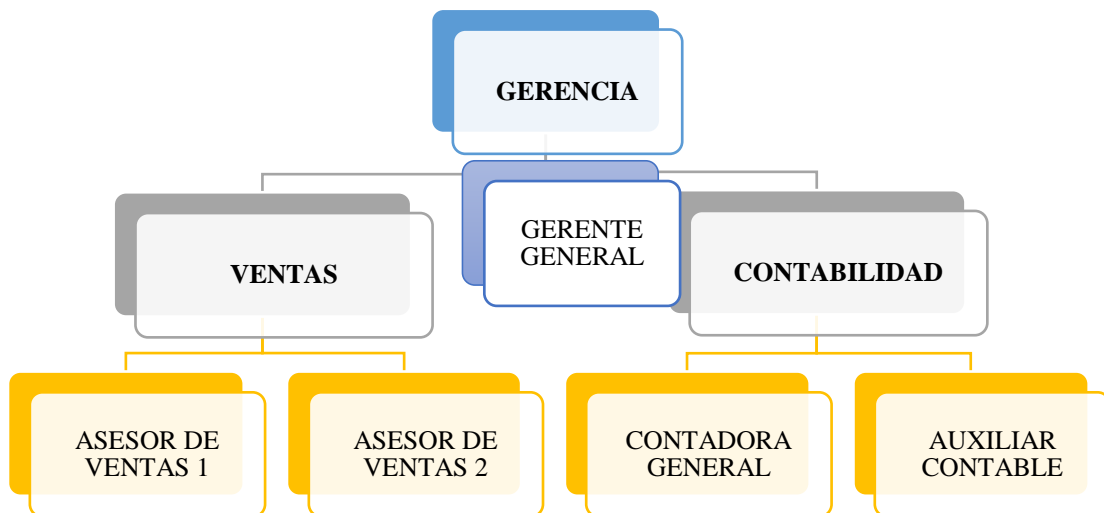 GERENCIA
GERENTE
GENERAL
VENTAS
CONTABILIDAD
ASESOR DE
VENTAS 1
ASESOR DE
VENTAS 2
CONTADORA
GENERAL
AUXILIAR
CONTABLE